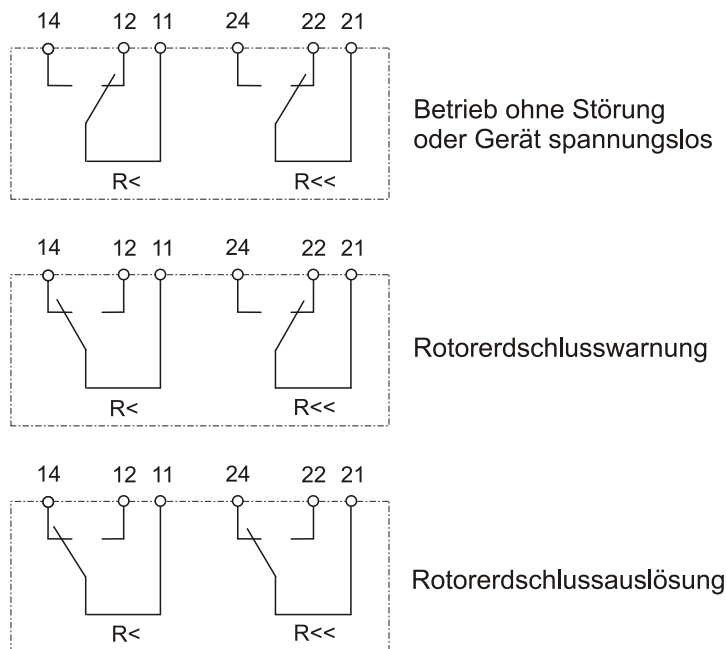 14 12 11 24 22 21
Betrieb ohne Störung
oder Gerät spannungslos
R< R<<
14 12 11 24 22 21
Rotorerdschlusswarnung
R< R<<
14 12 11 24 22 21
Rotorerdschlussauslösung
R< R<<